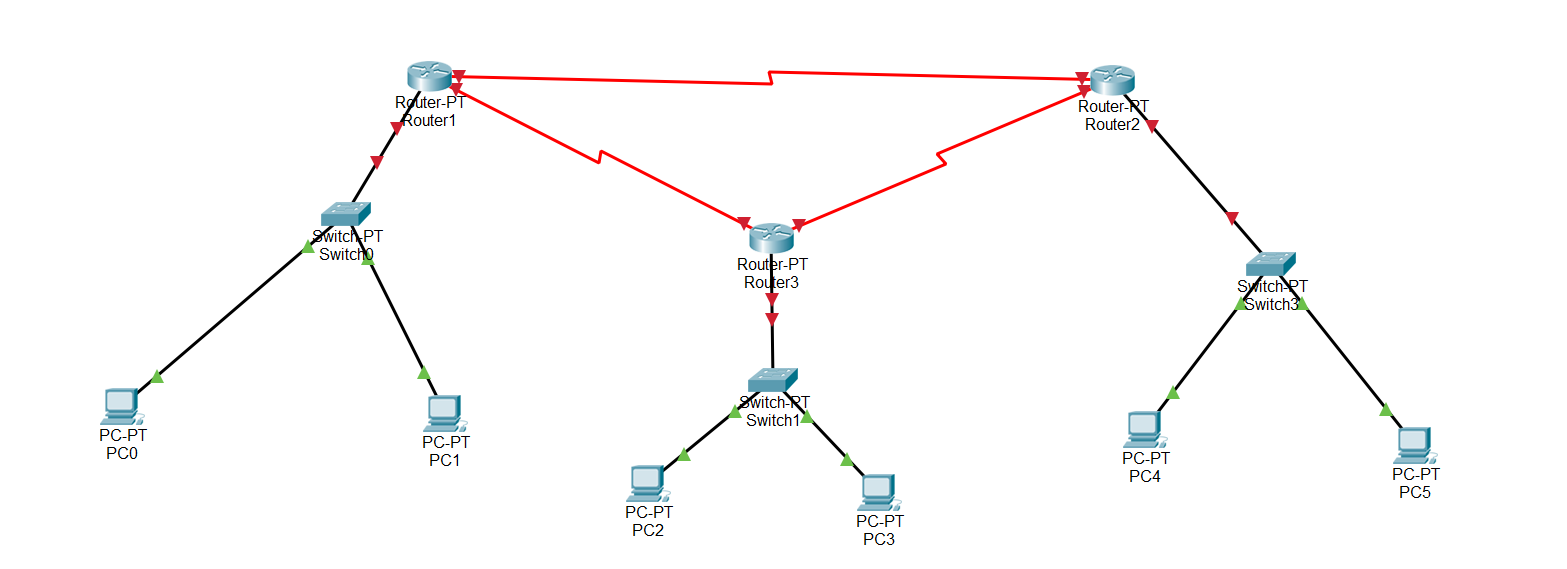 Router-PT
Router1
Router-PT
Router2
Switch-PT
Switch0
Router-PT
Router3
Switch-PT
Switch3
Switch-PT
Switch1
PC-PT
PC0
PC-PT
PC1
PC-PT
PC4
PC-PT
PC5
PC-PT
PC2
PC-PT
PC3